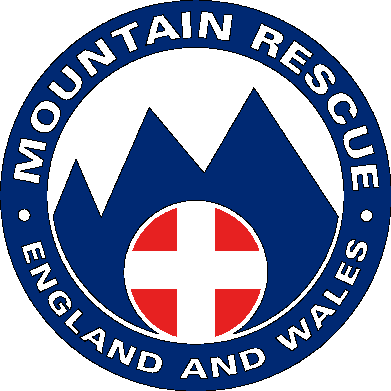 MOUNTAIN RESCUE
• ENGLAND AND WALES •